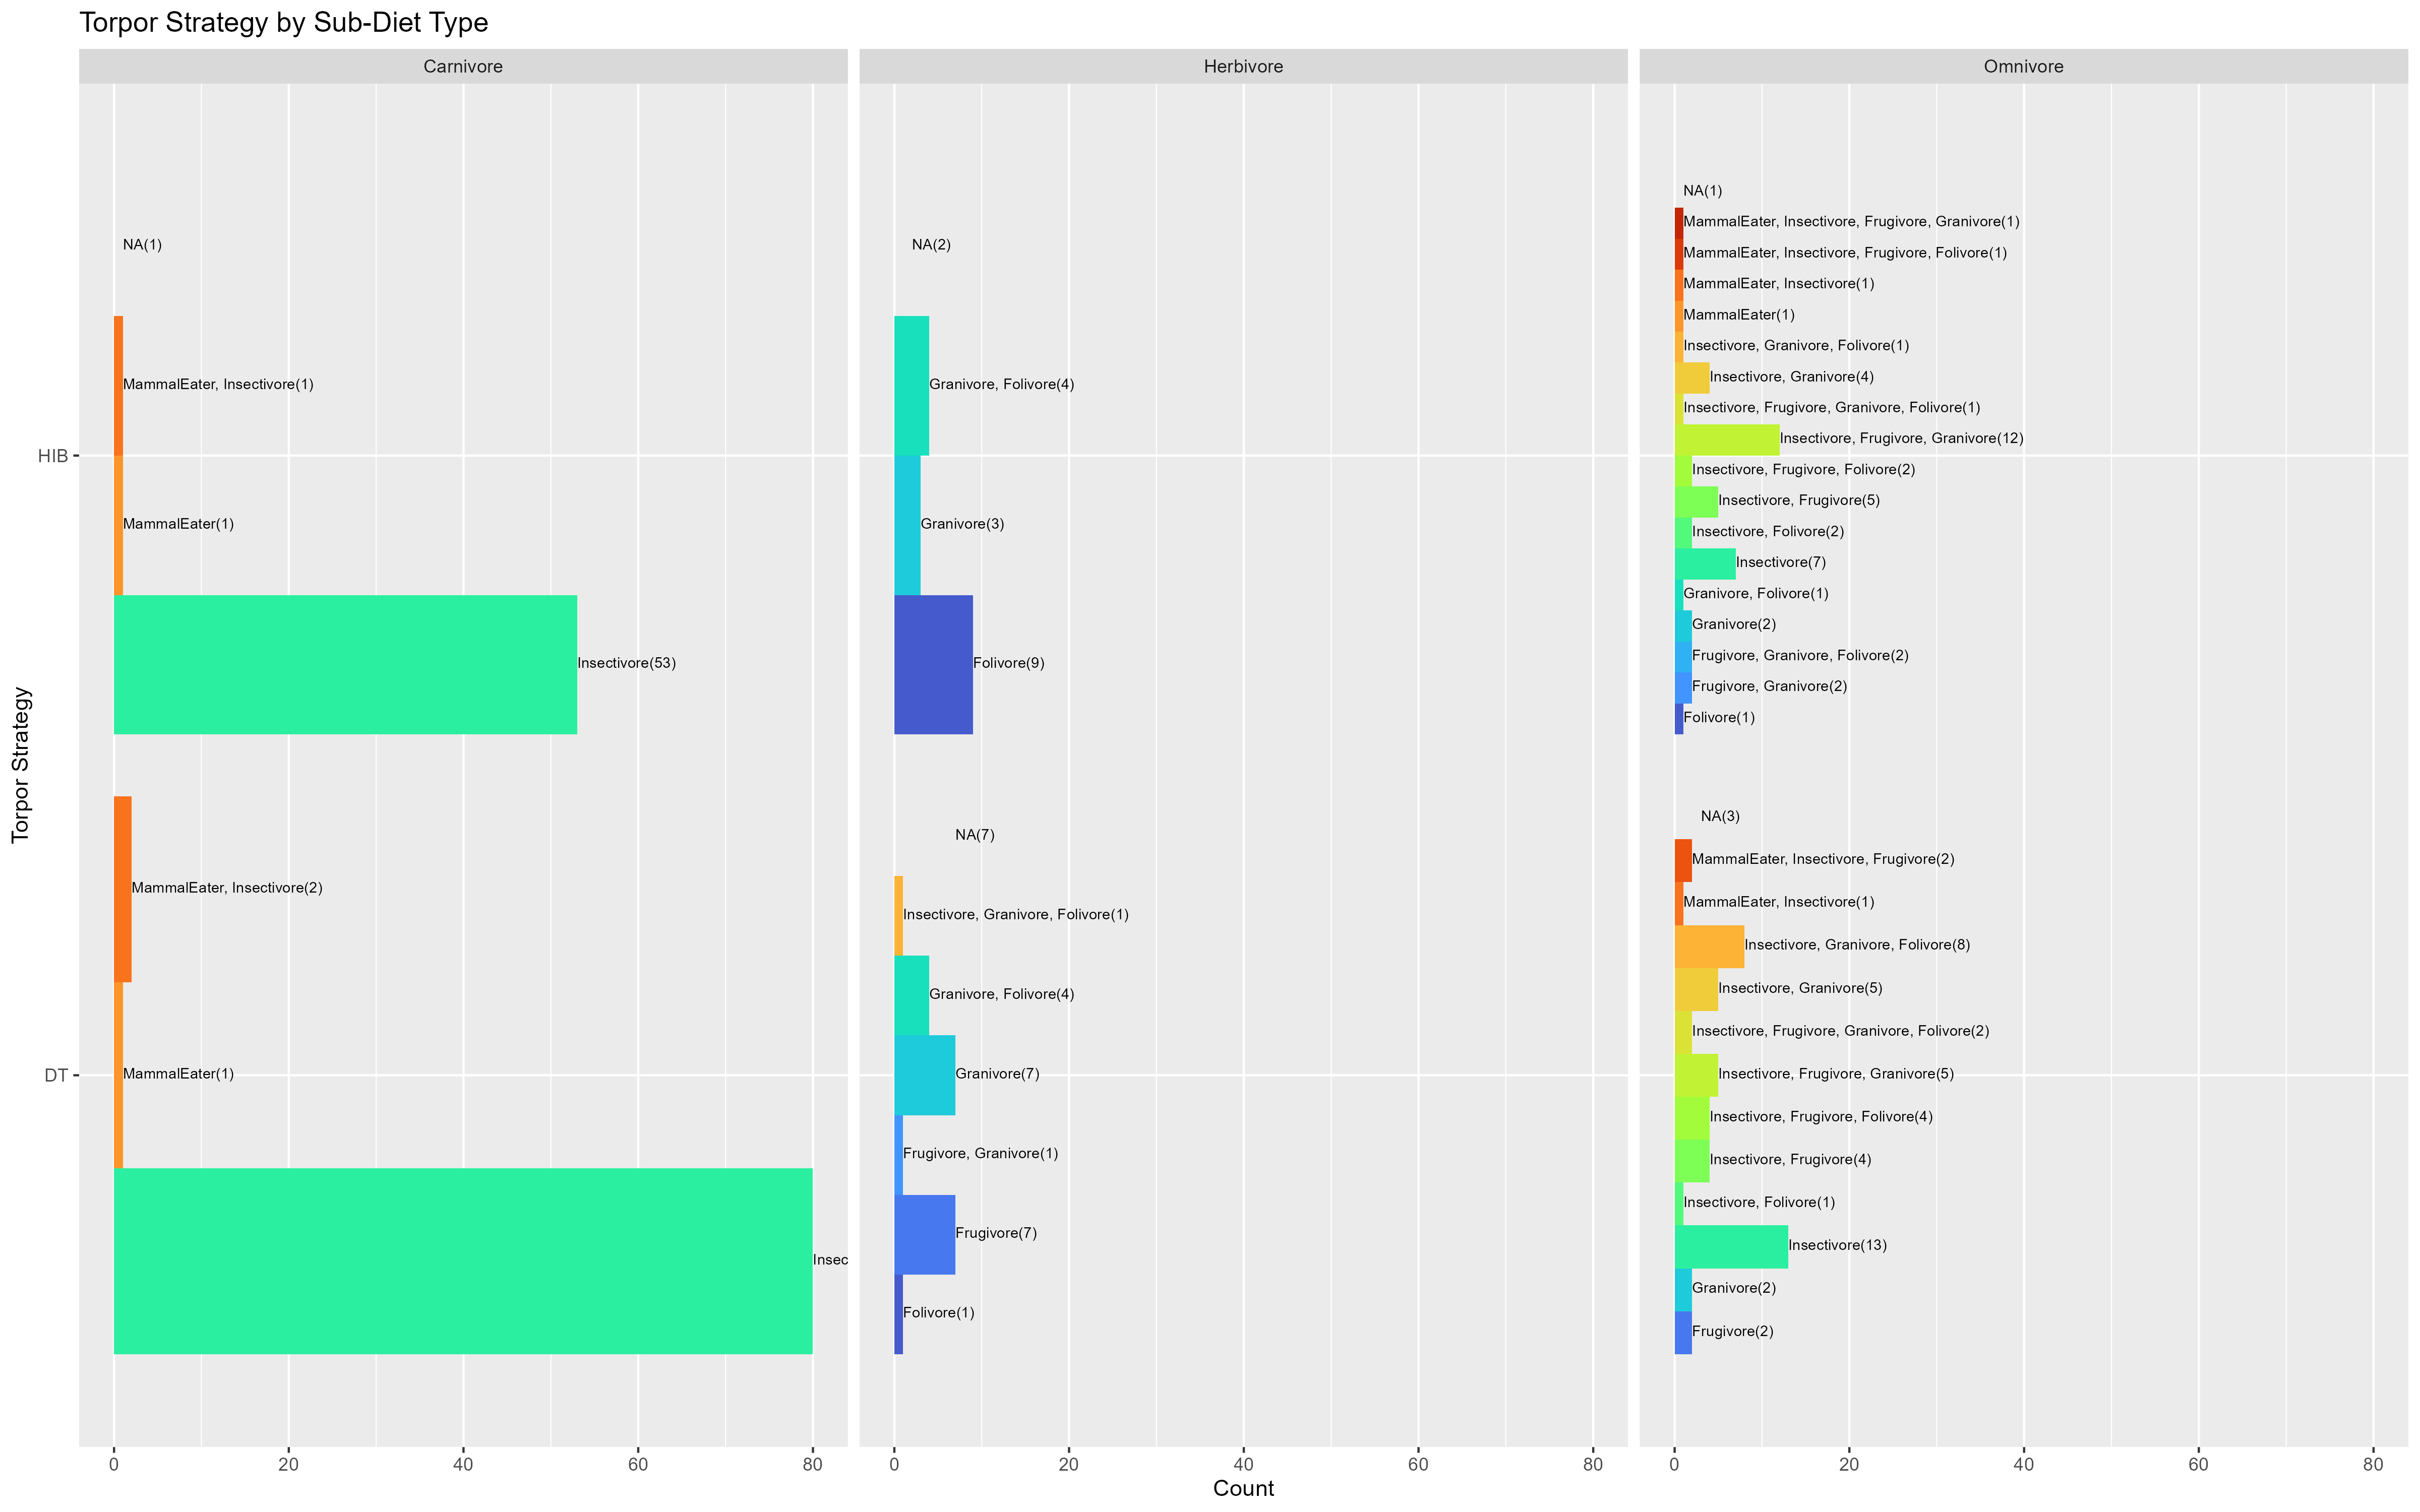 Torpor Strategy by Sub-Diet Type
Carnivore
Herbivore
Omnivore
Torpor Strategy
HIB
DT
NA(1)
MammalEater, Insectivore(1)
MammalEater(1)
Insectivore(53)
MammalEater, Insectivore(2)
MammalEater(1)
Insec
NA(2)
Granivore, Folivore(4)
Granivore(3)
Folivore(9)
NA(7)
Insectivore, Granivore, Folivore(1)
Granivore, Folivore(4)
Granivore(7)
Frugivore, Granivore(1)
Frugivore(7)
Folivore(1)
NA(1)
MammalEater, Insectivore, Frugivore, Granivore(1)
MammalEater, Insectivore, Frugivore, Folivore(1)
MammalEater, Insectivore(1)
MammalEater(1)
Insectivore, Granivore, Folivore(1)
Insectivore, Granivore(4)
Insectivore, Frugivore, Granivore, Folivore(1)
Insectivore, Frugivore, Granivore(12)
Insectivore, Frugivore, Folivore(2)
Insectivore, Frugivore(5)
Insectivore, Folivore(2)
Insectivore(7)
Granivore, Folivore(1)
Granivore(2)
Frugivore, Granivore, Folivore(2)
Frugivore, Granivore(2)
Folivore(1)
NA(3)
MammalEater, Insectivore, Frugivore(2)
MammalEater, Insectivore(1)
Insectivore, Granivore, Folivore(8)
Insectivore, Granivore(5)
Insectivore, Frugivore, Granivore, Folivore(2)
Insectivore, Frugivore, Granivore(5)
Insectivore, Frugivore, Folivore(4)
Insectivore, Frugivore(4)
Insectivore, Folivore(1)
Insectivore(13)
Granivore(2)
Frugivore(2)
0 20 40 60 80
0 20 40 60 80
0 20 40 60 80
Count